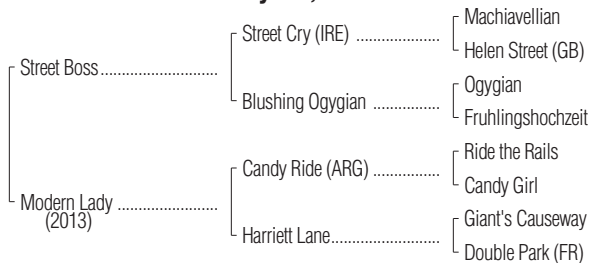 Machiavellian
Street Cry (IRE) ..................
Helen Street (GB)
Street Boss.........................
Ogygian
Blushing Ogygian ..............
Fruhlingshochzeit
Ride the Rails
Candy Ride (ARG) ..............
Candy Girl
Modern Lady .....................
(2013)
Giant's Causeway
Harriett Lane.......................
Double Park (FR)